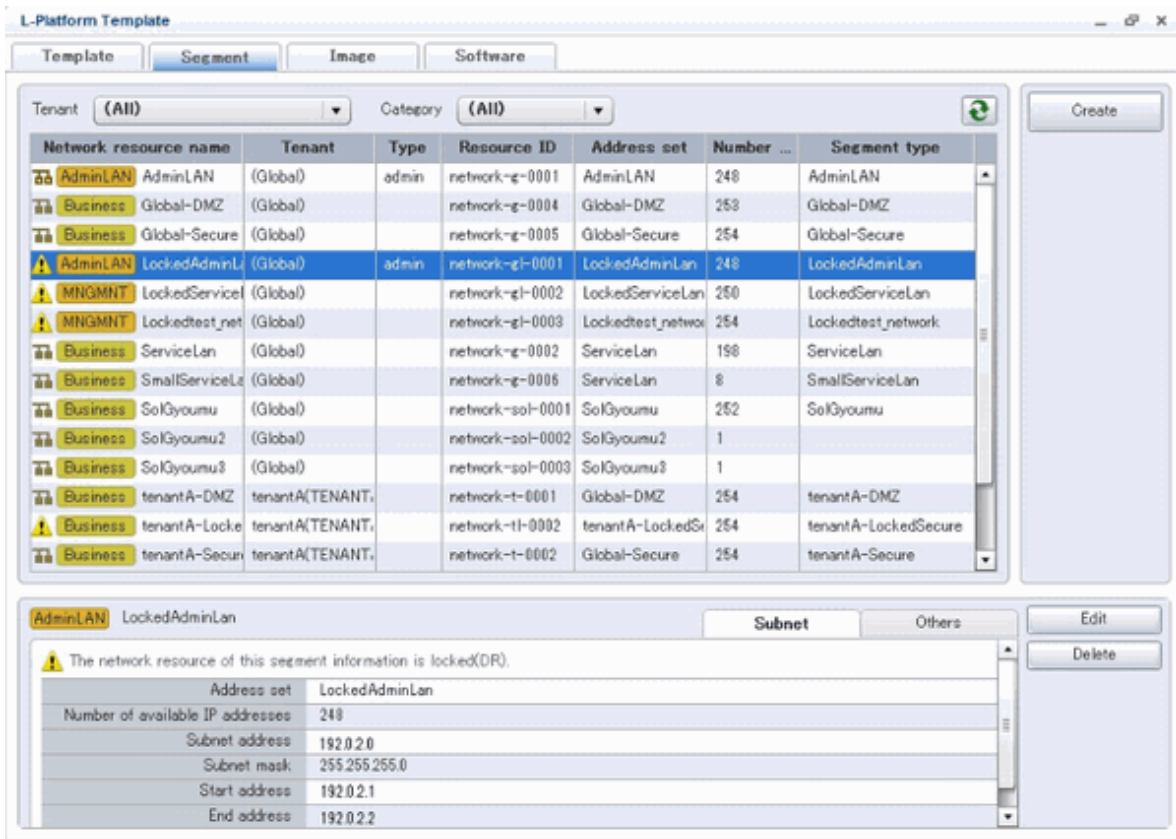 L-Platform Template
Template Segment Image Software
Tenant (All) Category (All) Create
Network resource name Tenant Type Resource ID Address set Number ... Segment type
AdminLAN AdminLAN (Global) admin network-g-0001 AdminLAN 248 AdminLAN
Business Global-DMZ (Global) network-g-0004 Global-DMZ 253 Global-DMZ
Business Global-Secure (Global) network-g-0005 Global-Secure 254 Global-Secure
AdminLAN LockedAdminLa (Global) admin network-gl-0001 LockedAdminLan 248 LockedAdminLan
MNGMNT LockedServicel (Global) network-gl-0002 LockedServiceLan 250 LockedServiceLan
MNGMNT Lockedtest_net (Global) network-gl-0003 Lockedtest_networ 254 Lockedtest_network
Business ServiceLan (Global) network-g-0002 ServiceLan 198 ServiceLan
Business SmallServiceLa (Global) network-g-0006 ServiceLan 8 SmallServiceLan
Business SolGyoumu (Global) network-sol-0001 SolGyoumu 252 SolGyoumu
Business SolGyoumu2 (Global) network-sol-0002 SolGyoumu2 1
Business SolGyoumu3 (Global) network-sol-0003 SolGyoumu3 1
Business tenantA-DMZ tenantA(TENANT network-t-0001 Global-DMZ 254 tenantA-DMZ
Business tenantA-Locke tenantA(TENANT network-tl-0002 tenantA-LockedSe 254 tenantA-LockedSecure
Business tenantA-Secur tenantA(TENANT network-t-0002 Global-Secure 254 tenantA-Secure
AdminLAN LockedAdminLan Subnet Others Edit
The network resource of this segment information is locked(DR). Delete
Address set LockedAdminLan
Number of available IP addresses 248
Subnet address 192.0.2.0
Subnet mask 255.255.255.0
Start address 192.0.2.1
End address 192.0.2.2